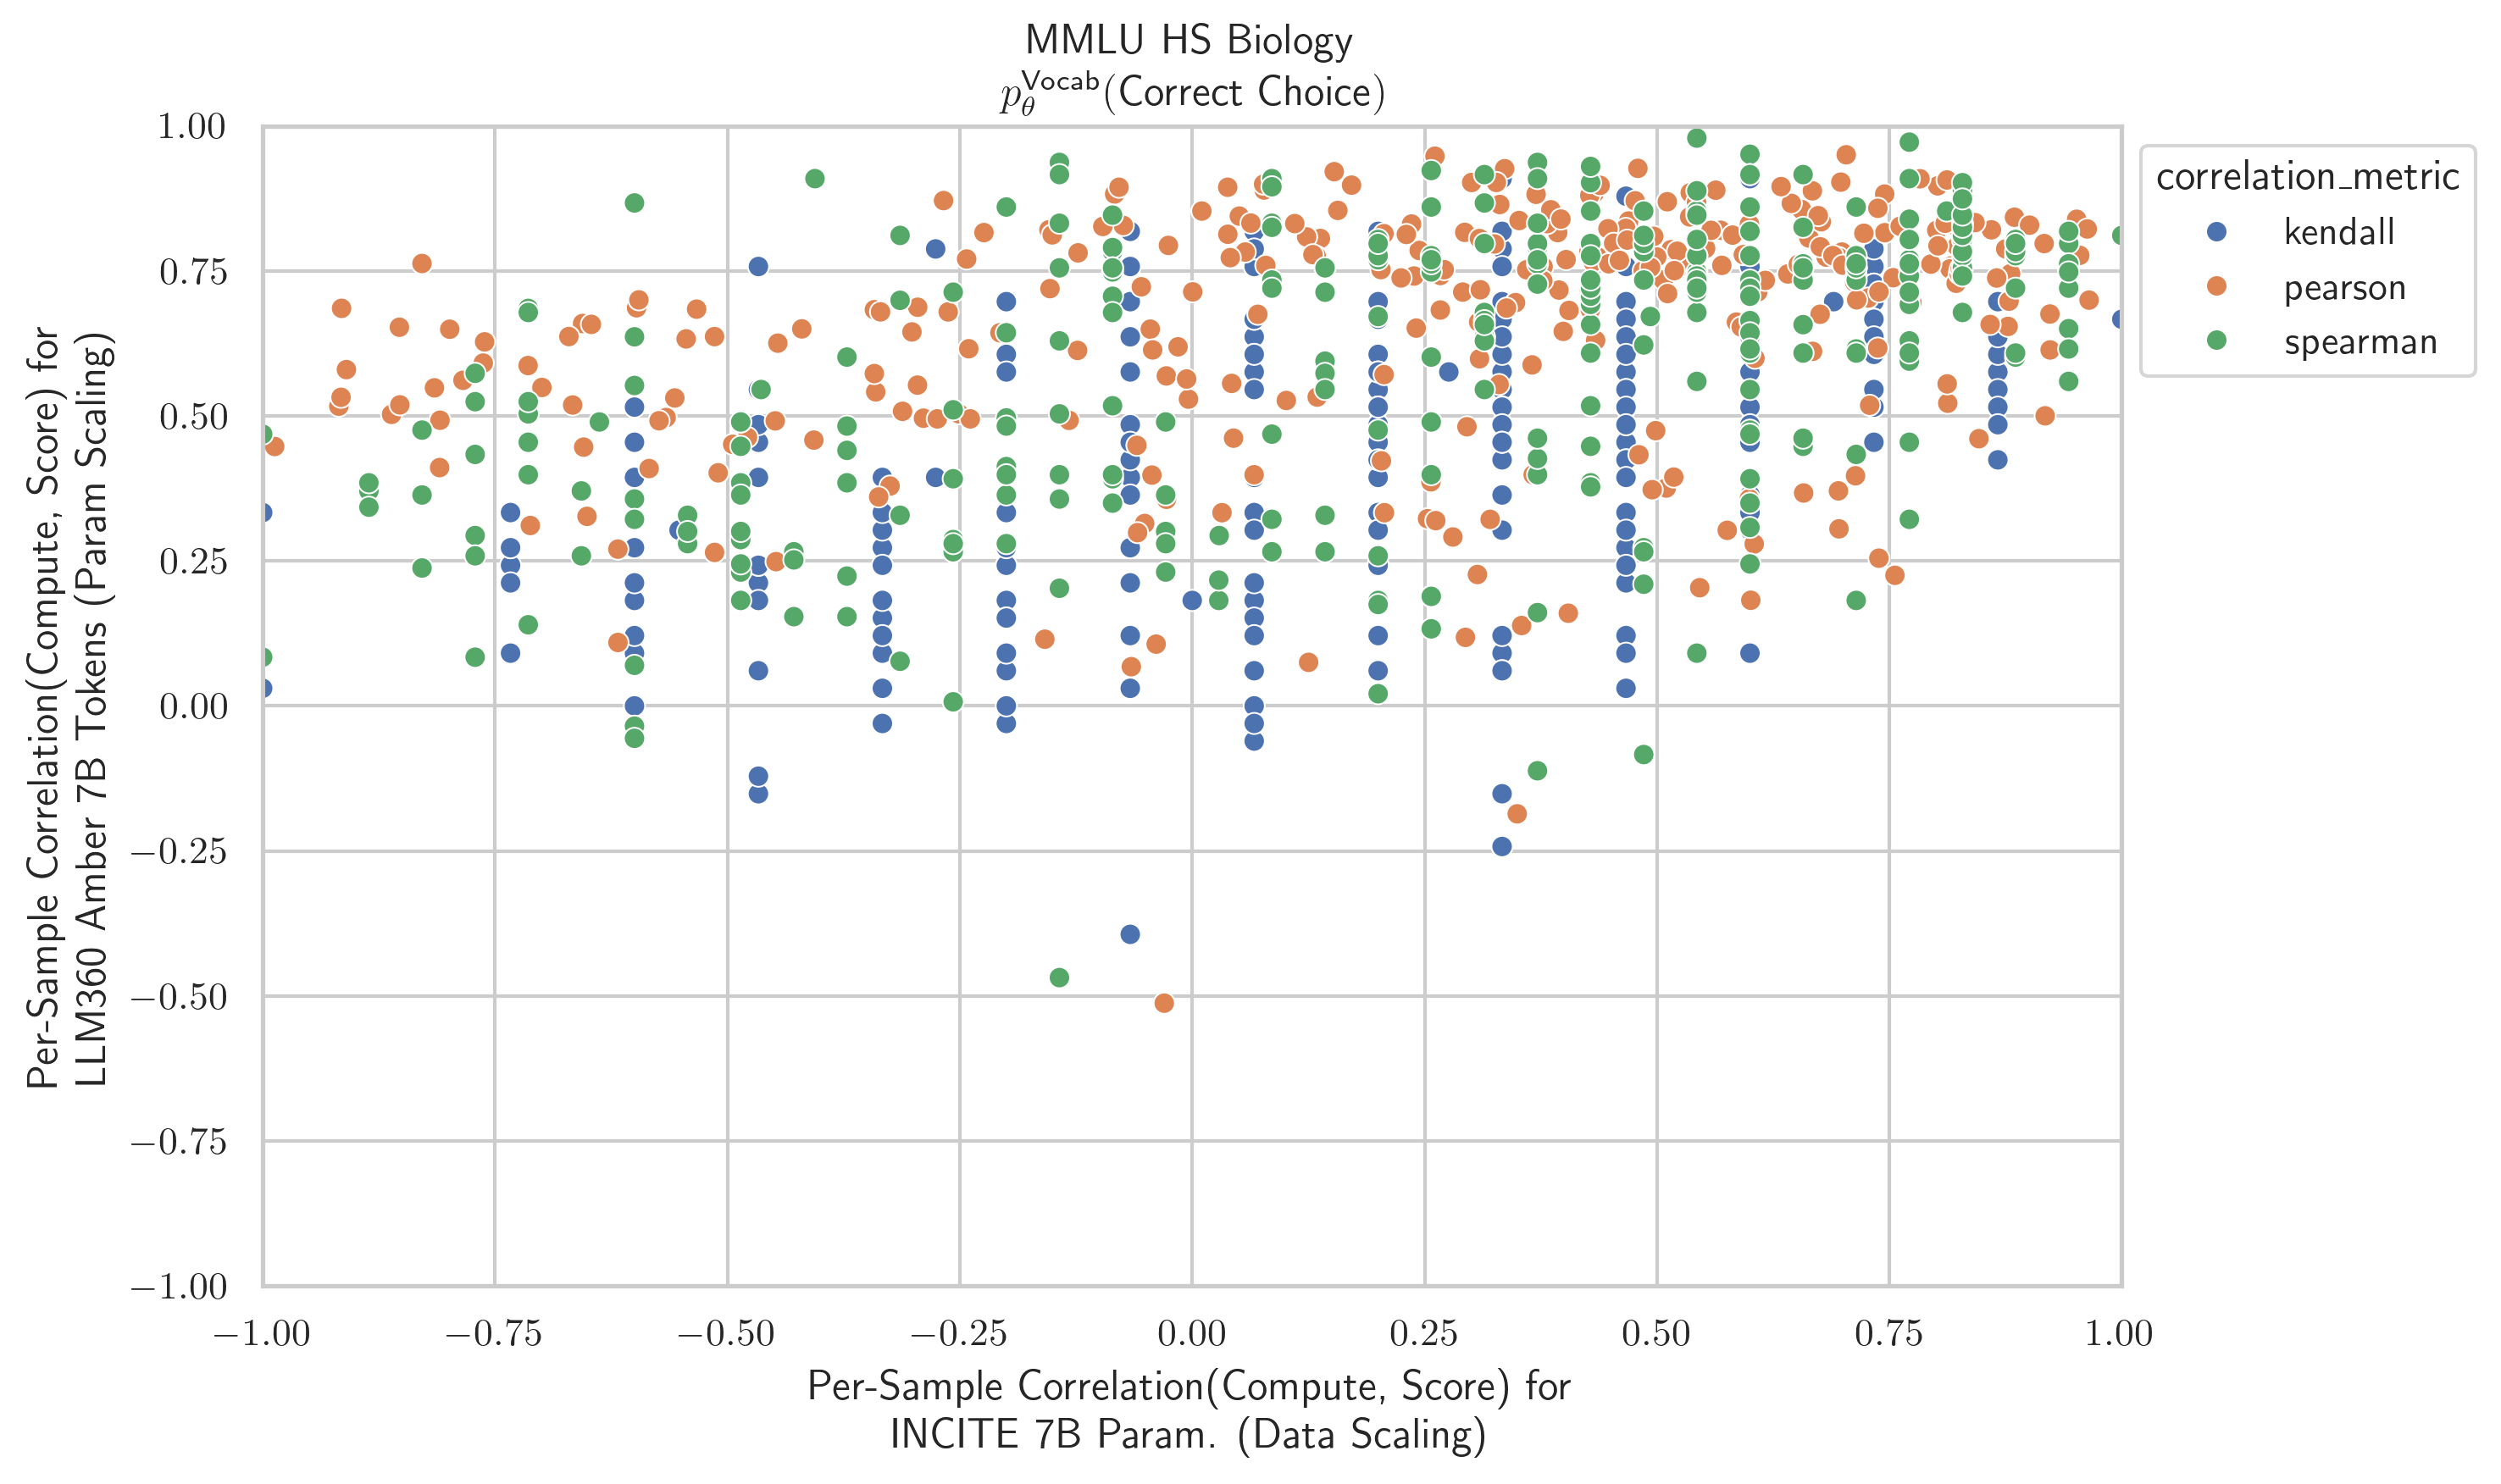 MMLU HS Biology
p_θ^Vocab(Correct Choice)
1.00
0.75
0.50
0.25
0.00
−0.25
−0.50
−0.75
−1.00
Per-Sample Correlation(Compute, Score) for
LLM360 Amber 7B Tokens (Param Scaling)
correlation_metric
kendall
pearson
spearman
−1.00 −0.75 −0.50 −0.25 0.00 0.25 0.50 0.75 1.00
Per-Sample Correlation(Compute, Score) for
INCITE 7B Param. (Data Scaling)